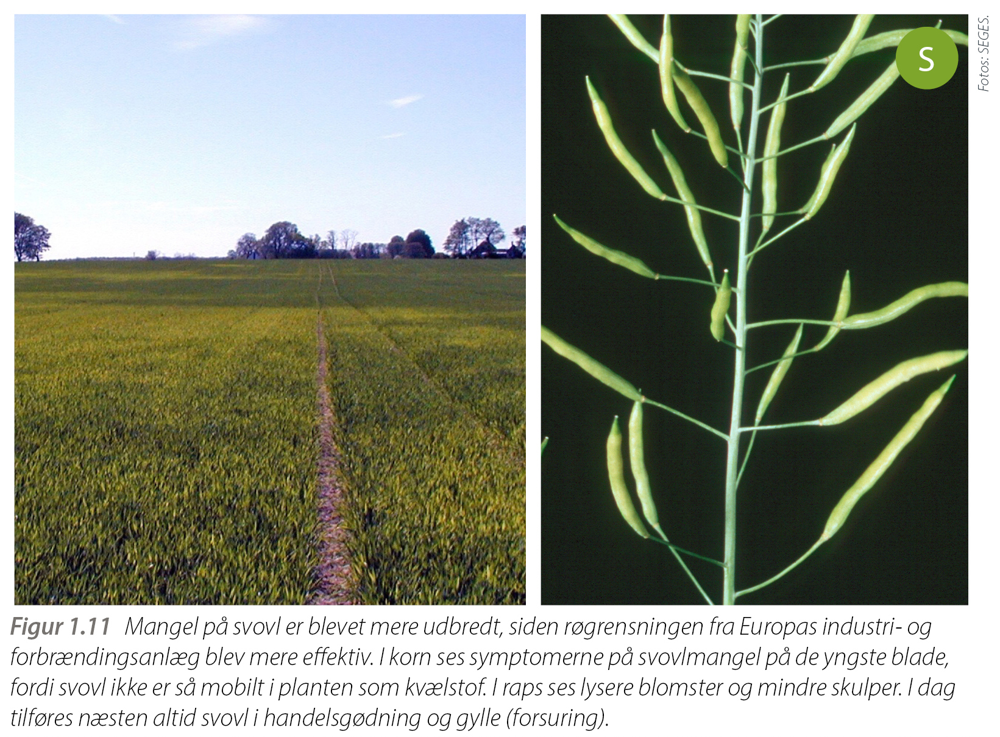 S
Fotos: SEGES.
Figur 1.11 Mangel på svovl er blevet mere udbredt, siden røgrensningen fra Europas industri- og
forbrændingsanlæg blev mere effektiv. I korn ses symptomerne på svovlmangel på de yngste blade,
fordi svovl ikke er så mobilt i planten som kvælstof. I raps ses lysere blomster og mindre skulper. I dag
tilføres næsten altid svovl i handelsgødning og gylle (forsuring).